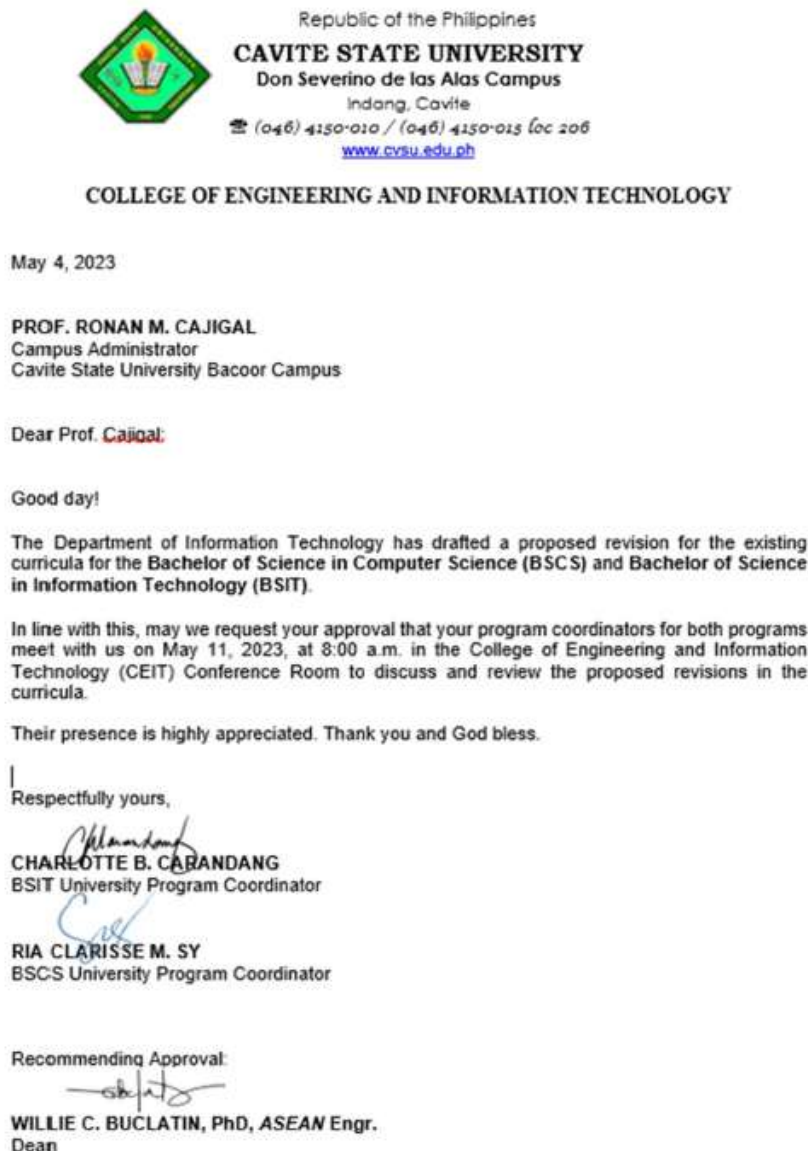 Republic of the Philippines
CAVITE STATE UNIVERSITY
Don Severino de las Alas Campus
Indang, Cavite
☎ (046) 4150-010 / (046) 4150-015 loc 206
www.cvsu.edu.ph
COLLEGE OF ENGINEERING AND INFORMATION TECHNOLOGY
May 4, 2023
PROF. RONAN M. CAJIGAL
Campus Administrator
Cavite State University Bacoor Campus
Dear Prof. Cajigal:
Good day!
The Department of Information Technology has drafted a proposed revision for the existing
curricula for the Bachelor of Science in Computer Science (BSCS) and Bachelor of Science
in Information Technology (BSIT).
In line with this, may we request your approval that your program coordinators for both programs
meet with us on May 11, 2023, at 8:00 a.m. in the College of Engineering and Information
Technology (CEIT) Conference Room to discuss and review the proposed revisions in the
curricula.
Their presence is highly appreciated. Thank you and God bless.
Respectfully yours,
CHARLOTTE B. CARANDANG
BSIT University Program Coordinator
RIA CLARISSE M. SY
BSCS University Program Coordinator
Recommending Approval:
WILLIE C. BUCLATIN, PhD, ASEAN Engr.
Dean